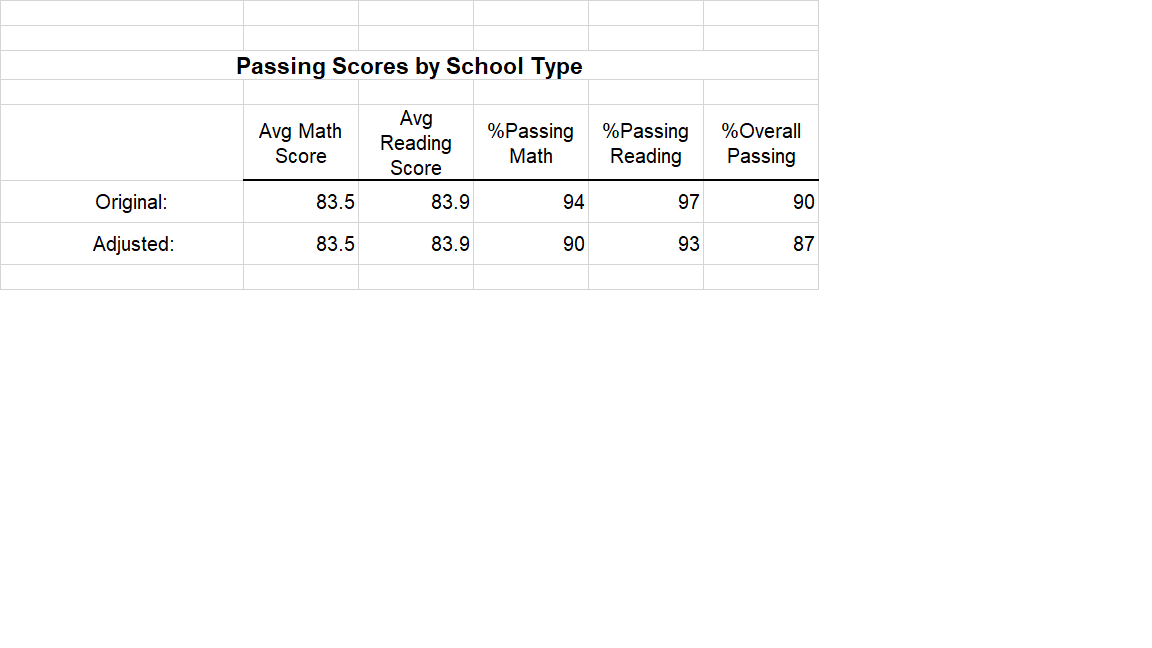 Passing Scores by School Type
Avg Math Score Avg Reading Score %Passing Math %Passing Reading %Overall Passing
Original: 83.5 83.9 94 97 90
Adjusted: 83.5 83.9 90 93 87